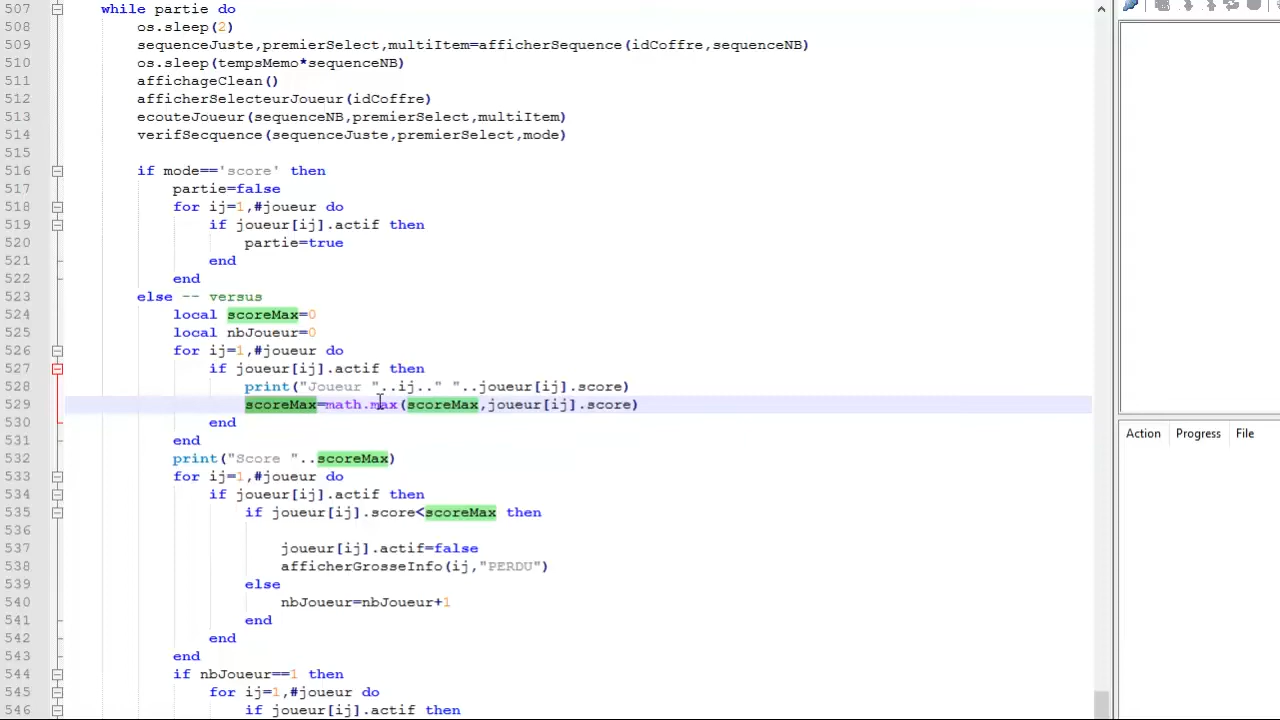 507 while partie do
508 os.sleep(2)
509 sequenceJuste,premierSelect,multiItem=afficherSequence(idCoffre,sequenceNB)
510 os.sleep(tempsMemo*sequenceNB)
511 affichageClean()
512 afficherSelecteurJoueur(idCoffre)
513 ecouteJoueur(sequenceNB,premierSelect,multiItem)
514 verifSecquence(sequenceJuste,premierSelect,mode)
515
516 if mode=='score' then
517 partie=false
518 for ij=1,#joueur do
519 if joueur[ij].actif then
520 partie=true
521 end
522 end
523 else -- versus
524 local scoreMax=0
525 local nbJoueur=0
526 for ij=1,#joueur do
527 if joueur[ij].actif then
528 print("Joueur "..ij.." "..joueur[ij].score)
529 scoreMax=math.max(scoreMax,joueur[ij].score)
530 end
531 end
532 print("Score "..scoreMax)
533 for ij=1,#joueur do
534 if joueur[ij].actif then
535 if joueur[ij].score<scoreMax then
536
537 joueur[ij].actif=false
538 afficherGrosseInfo(ij,"PERDU")
539 else
540 nbJoueur=nbJoueur+1
541 end
542 end
543 end
544 if nbJoueur==1 then
545 for ij=1,#joueur do
546 if joueur[ij].actif then
Action Progress File